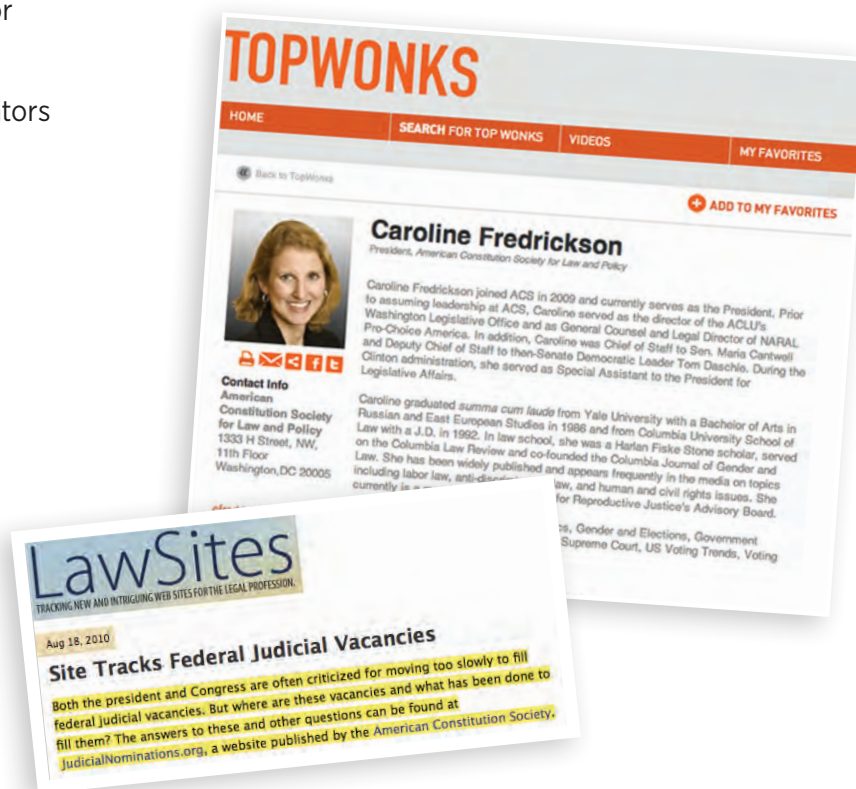 or
tors
TOPWONKS
HOME
SEARCH FOR TOP WONKS
VIDEOS
MY FAVORITES
Back to TopWonks
ADD TO MY FAVORITES
Caroline Fredrickson
President, American Constitution Society for Law and Policy
Caroline Fredrickson joined ACS in 2009 and currently serves as the President. Prior
to assuming leadership at ACS, Caroline served as the director of the ACLU's
Washington Legislative Office and as General Counsel and Legal Director of NARAL
Pro-Choice America. In addition, Caroline was Chief of Staff to Sen. Maria Cantwell
and Deputy Chief of Staff to then-Senate Democratic Leader Tom Daschle. During the
Clinton administration, she served as Special Assistant to the President for
Legislative Affairs.
Caroline graduated summa cum laude from Yale University with a Bachelor of Arts in
Russian and East European Studies in 1986 and from Columbia University School of
Law with a J.D. in 1992. In law school, she was a Harlan Fiske Stone scholar, served
on the Columbia Law Review and co-founded the Columbia Journal of Gender and
Law. She has been widely published and appears frequently in the media on topics
including labor law, law, and human and civil rights issues. She
currently is a for Reproductive Justice's Advisory Board.
Gender and Elections, Government
Supreme Court, US Voting Trends, Voting
Contact Info
American
Constitution Society
for Law and Policy
1333 H Street, NW,
11th Floor
Washington,DC 20005
LawSites
TRACKING NEW AND INTRIGUING WEB SITES FOR THE LEGAL PROFESSION.
Aug 18, 2010
Site Tracks Federal Judicial Vacancies
Both the president and Congress are often criticized for moving too slowly to fill
federal judicial vacancies. But where are these vacancies and what has been done to
fill them? The answers to these and other questions can be found at
JudicialNominations.org, a website published by the American Constitution Society.